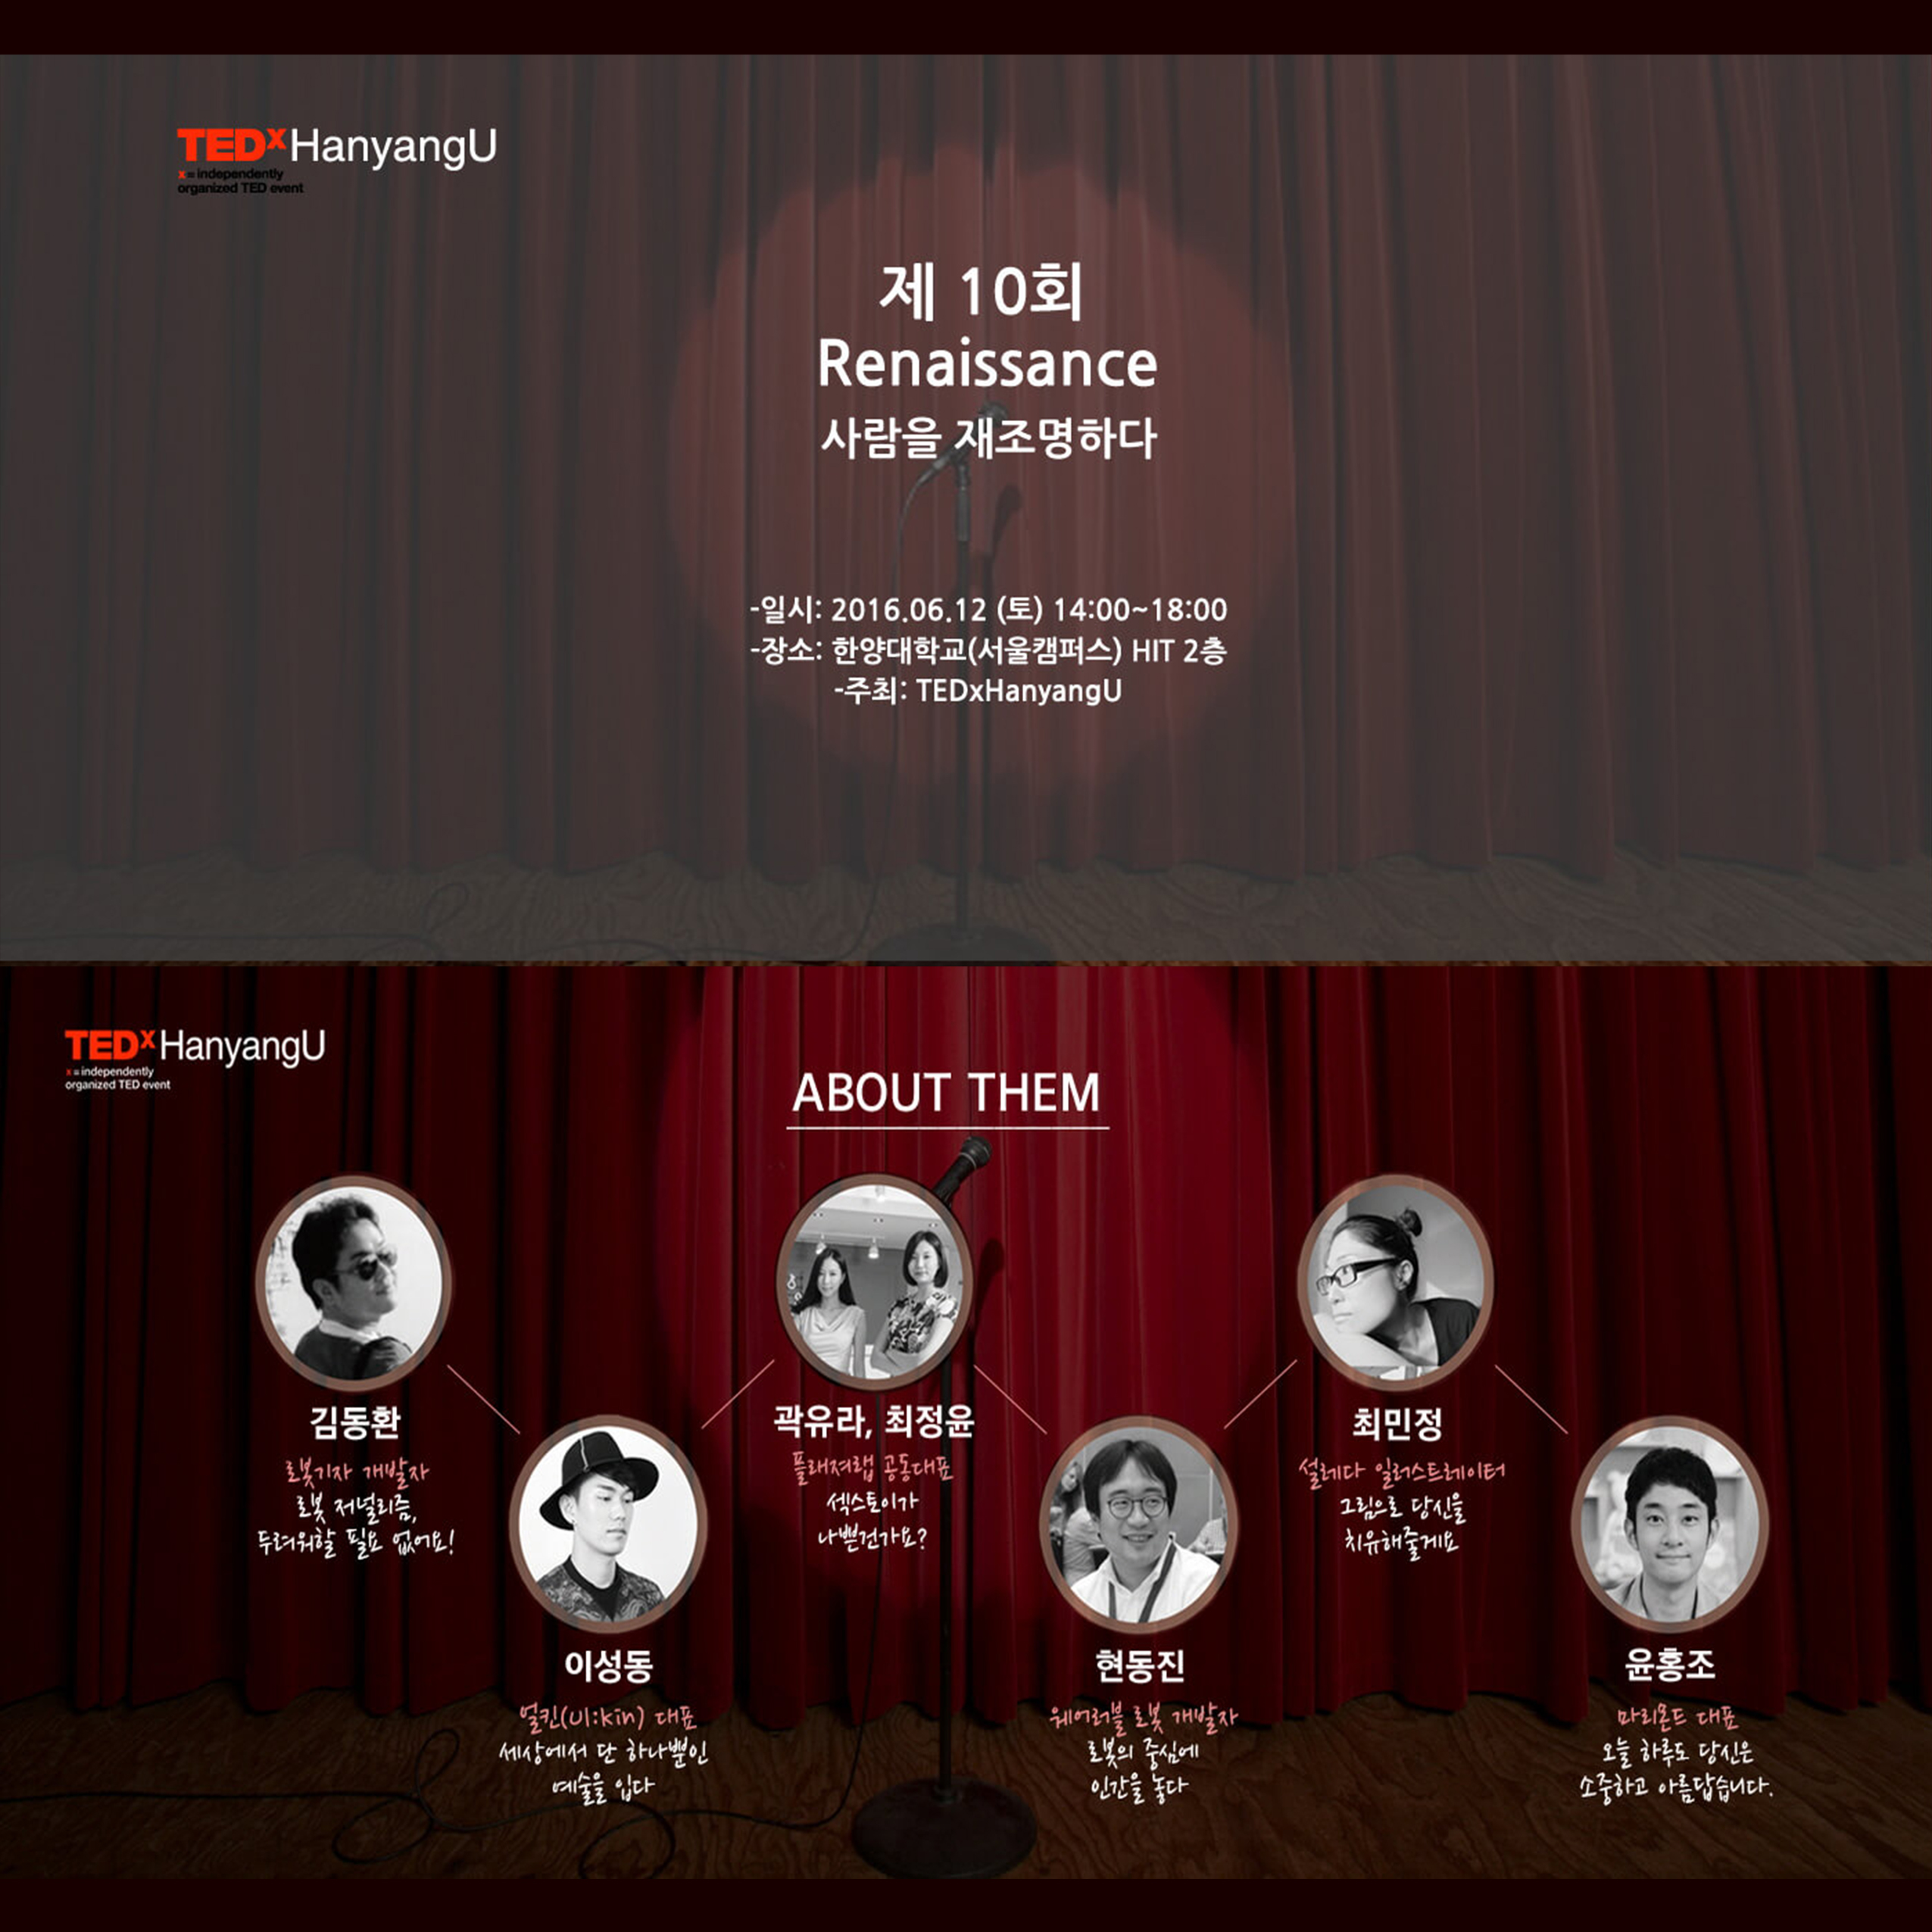 TEDxHanyangU
x = independently
organized TED event
제 10회
Renaissance
사람을 재조명하다
-일시: 2016.06.12 (토) 14:00~18:00
-장소: 한양대학교(서울캠퍼스) HIT 2층
-주최: TEDxHanyangU
TEDxHanyangU
x = independently
organized TED event
ABOUT THEM
김동환
로봇기자 개발자
로봇 저널리즘,
두려워할 필요 없어요!
이성동
얼킨(Ul:kin) 대표
세상에서 단 하나뿐인
예술을 입다
곽유라, 최정윤
플레져랩 공동대표
섹스토이가
나쁜건가요?
현동진
웨어러블 로봇 개발자
로봇의 중심에
인간을 놓다
최민정
설레다 일러스트레이터
그림으로 당신을
치유해줄게요
윤홍조
마리몬드 대표
오늘 하루도 당신은
소중하고 아름답습니다.